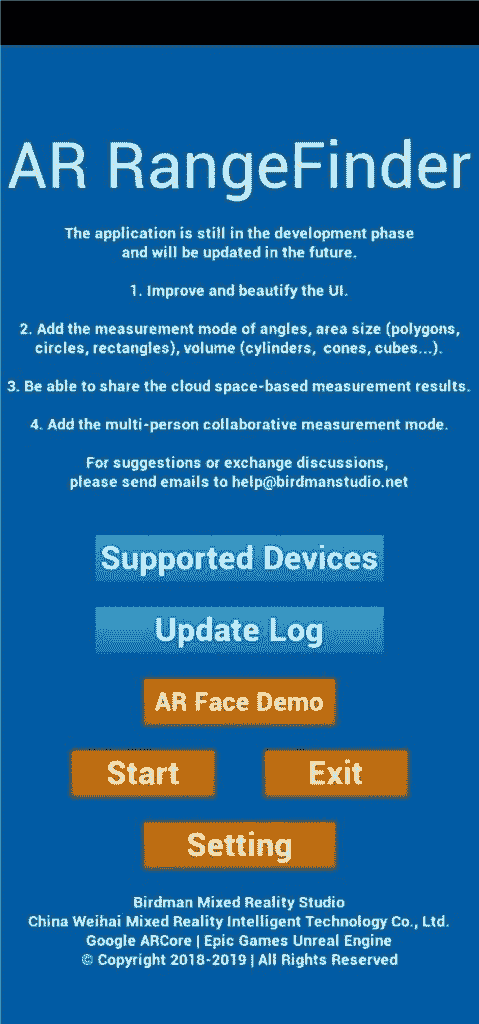 AR RangeFinder
The application is still in the development phase
and will be updated in the future.
1. Improve and beautify the UI.
2. Add the measurement mode of angles, area size (polygons,
circles, rectangles), volume (cylinders, cones, cubes...).
3. Be able to share the cloud space-based measurement results.
4. Add the multi-person collaborative measurement mode.
For suggestions or exchange discussions,
please send emails to help@birdmanstudio.net
Supported Devices
Update Log
AR Face Demo
Start Exit
Setting
Birdman Mixed Reality Studio
China Weihai Mixed Reality Intelligent Technology Co., Ltd.
Google ARCore | Epic Games Unreal Engine
© Copyright 2018-2019 | All Rights Reserved